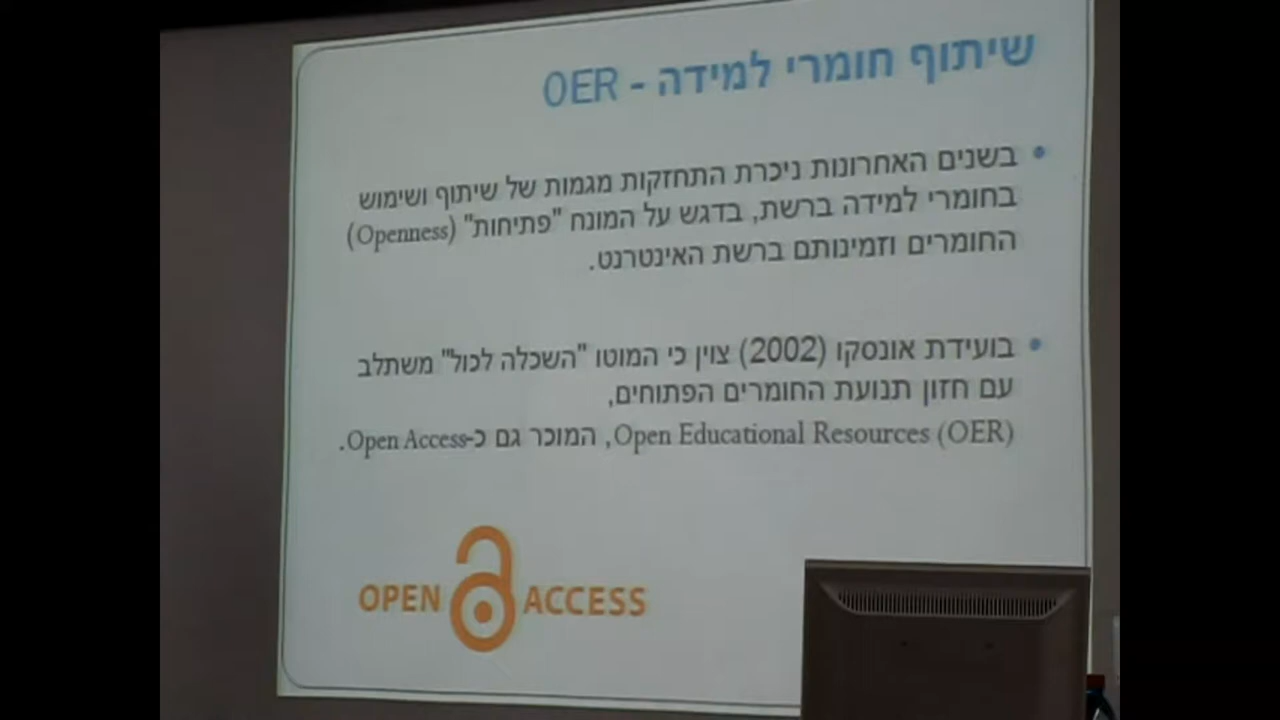 שיתוף חומרי למידה - OER
בשנים האחרונות ניכרת התחזקות מגמות של שיתוף ושימוש
בחומרי למידה ברשת, בדגש על המונח "פתיחות" (Openness)
החומרים וזמינותם ברשת האינטרנט.
בועידת אונסקו (2002) צוין כי המוטו "השכלה לכול" משתלב
עם חזון תנועת החומרים הפתוחים,
Open Educational Resources (OER), המוכר גם כ-Open Access.
OPEN ACCESS